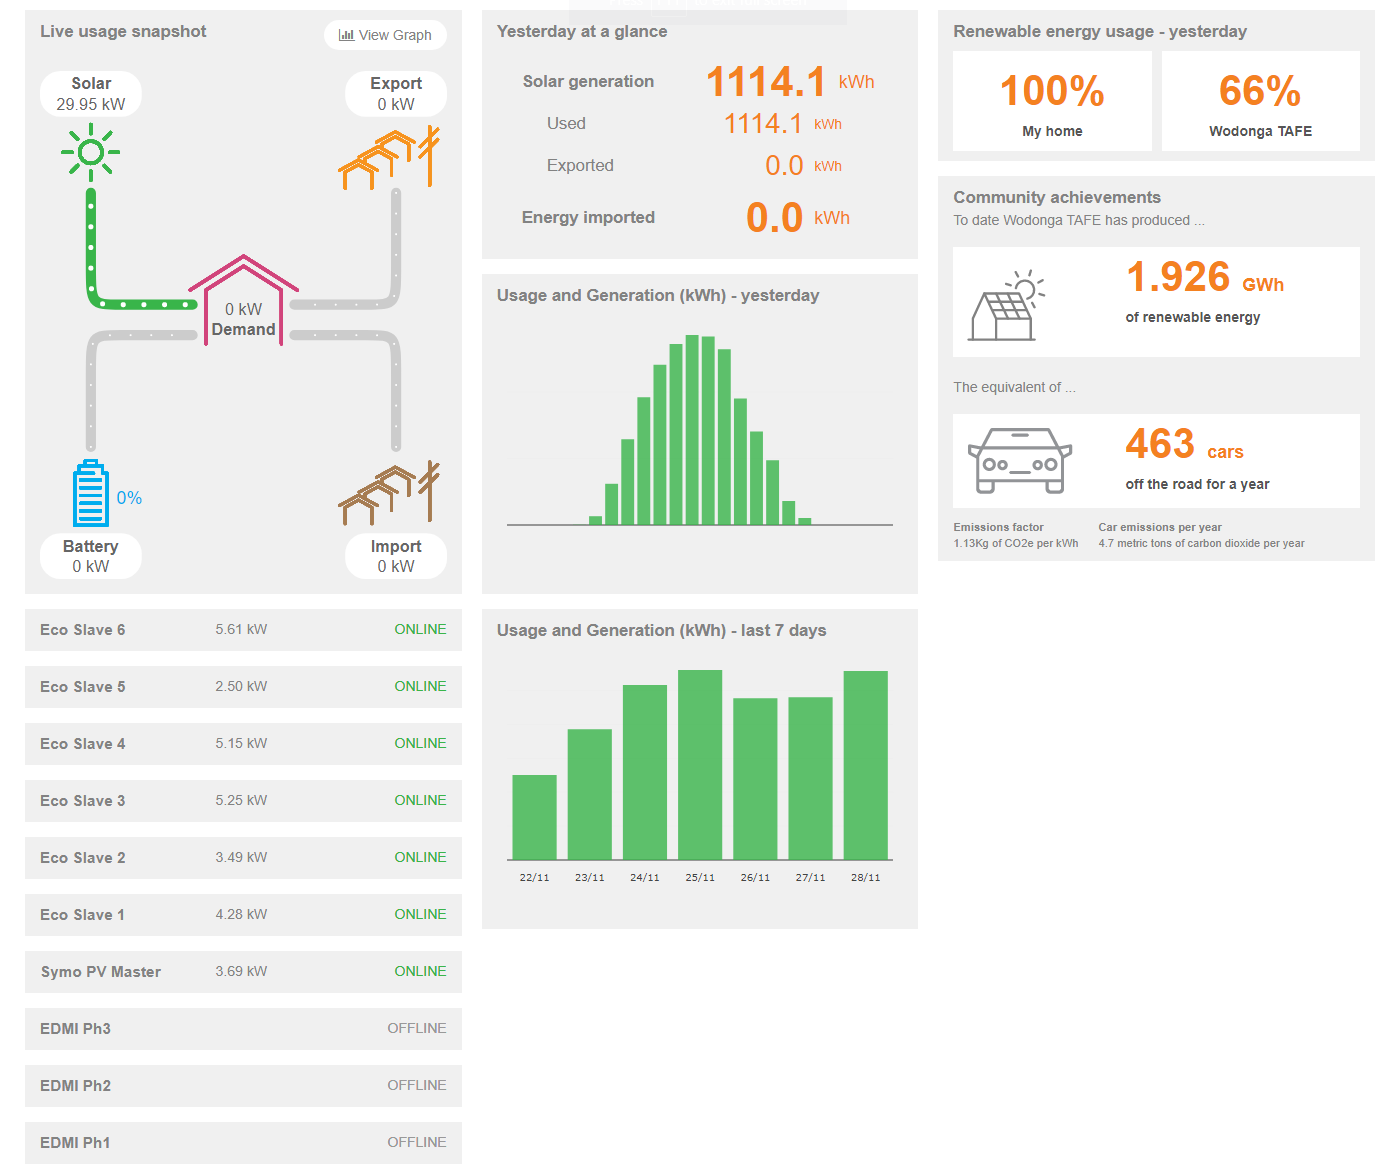 Live usage snapshot
View Graph
Solar
29.95 kW
Export
0 kW
0 kW
Demand
0%
Battery
0 kW
Import
0 kW
Eco Slave 6 5.61 kW ONLINE
Eco Slave 5 2.50 kW ONLINE
Eco Slave 4 5.15 kW ONLINE
Eco Slave 3 5.25 kW ONLINE
Eco Slave 2 3.49 kW ONLINE
Eco Slave 1 4.28 kW ONLINE
Symo PV Master 3.69 kW ONLINE
EDMI Ph3 OFFLINE
EDMI Ph2 OFFLINE
EDMI Ph1 OFFLINE
Yesterday at a glance
Solar generation 1114.1 kWh
Used 1114.1 kWh
Exported 0.0 kWh
Energy imported 0.0 kWh
Usage and Generation (kWh) - yesterday
Usage and Generation (kWh) - last 7 days
22/11 23/11 24/11 25/11 26/11 27/11 28/11
Renewable energy usage - yesterday
100%
My home
66%
Wodonga TAFE
Community achievements
To date Wodonga TAFE has produced ...
1.926 GWh
of renewable energy
The equivalent of ...
463 cars
off the road for a year
Emissions factor
1.13Kg of CO2e per kWh
Car emissions per year
4.7 metric tons of carbon dioxide per year